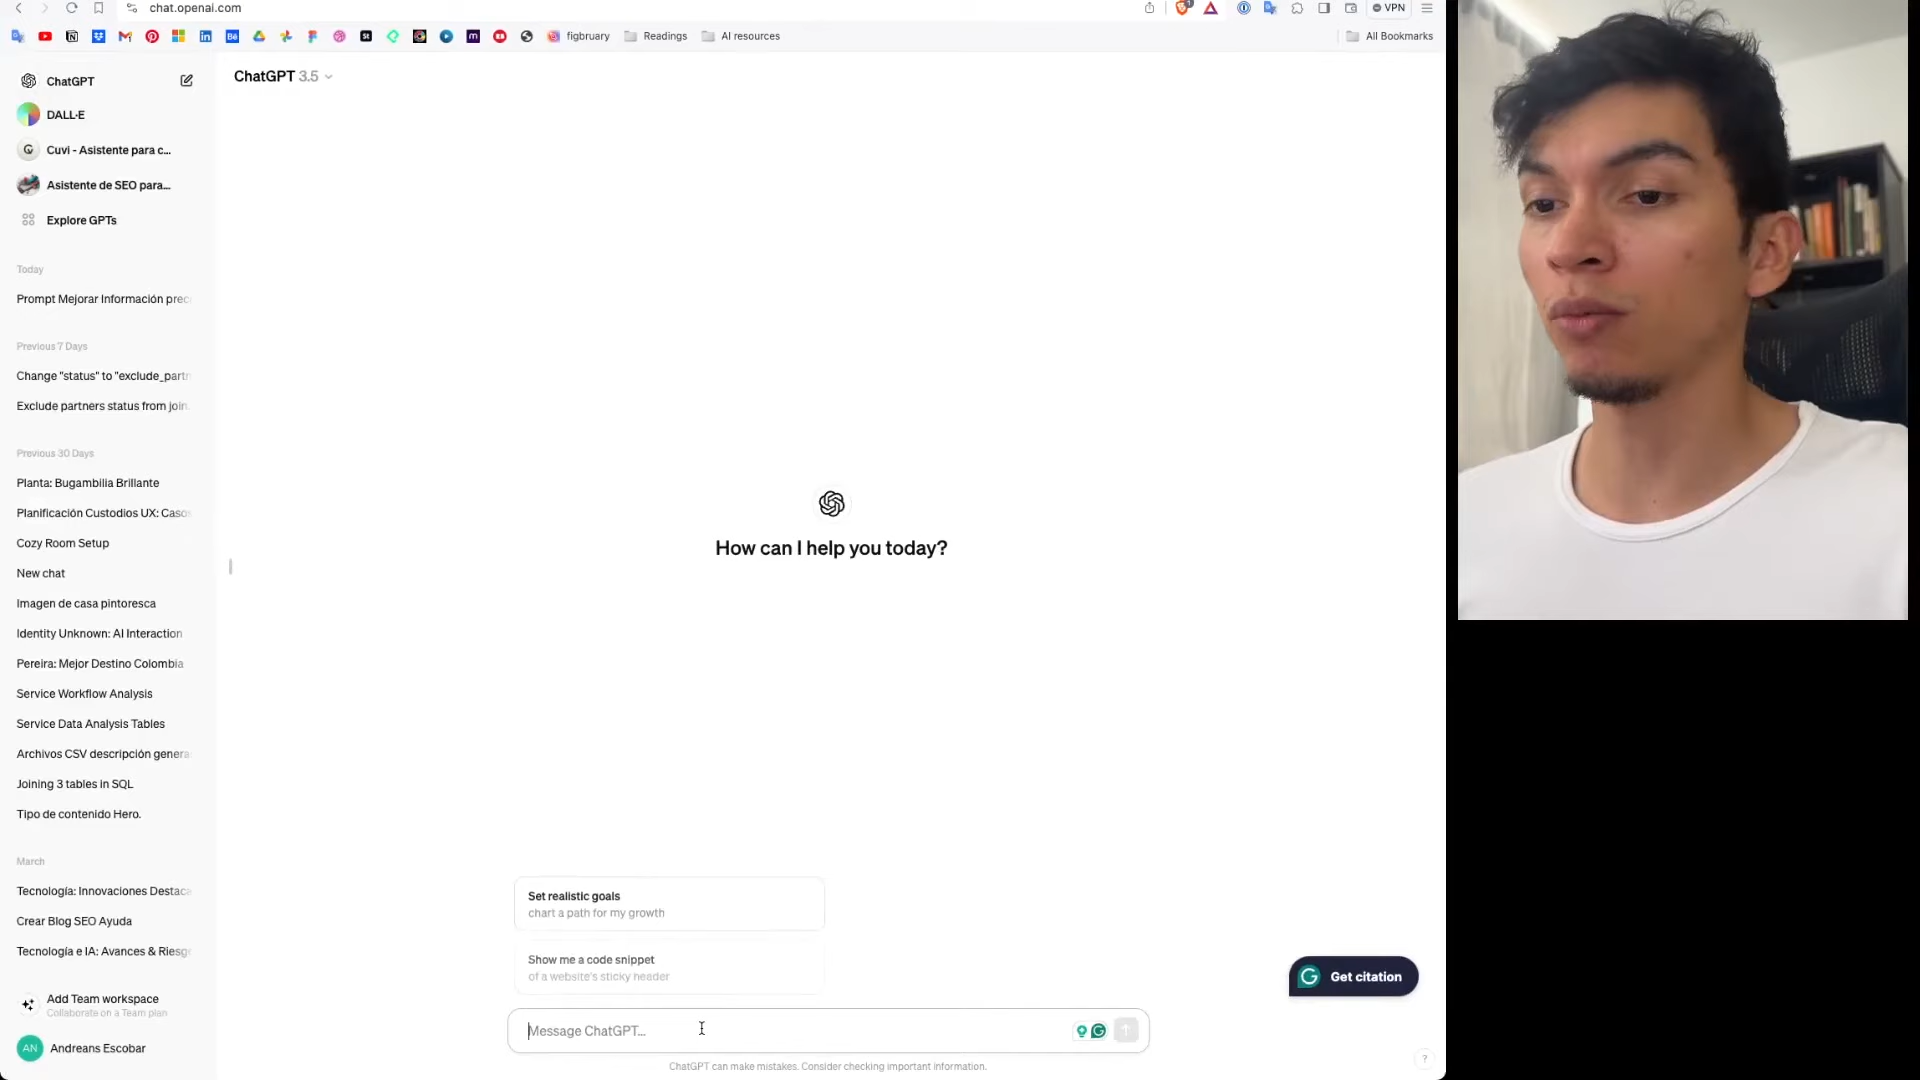 chat.openai.com
VPN
figbruary
Readings
AI resources
All Bookmarks
ChatGPT
DALL·E
Cuvi - Asistente para c...
Asistente de SEO para...
Explore GPTs
Today
Prompt Mejorar Información prec
Previous 7 Days
Change "status" to "exclude_partn
Exclude partners status from join.
Previous 30 Days
Planta: Bugambilia Brillante
Planificación Custodios UX: Casos
Cozy Room Setup
New chat
Imagen de casa pintoresca
Identity Unknown: AI Interaction
Pereira: Mejor Destino Colombia
Service Workflow Analysis
Service Data Analysis Tables
Archivos CSV descripción genera
Joining 3 tables in SQL
Tipo de contenido Hero.
March
Tecnología: Innovaciones Destaca
Crear Blog SEO Ayuda
Tecnología e IA: Avances & Riesg
Add Team workspace
Collaborate on a Team plan
AN
Andreans Escobar
ChatGPT 3.5
How can I help you today?
Set realistic goals
chart a path for my growth
Show me a code snippet
of a website's sticky header
Get citation
Message ChatGPT...
ChatGPT can make mistakes. Consider checking important information.
?